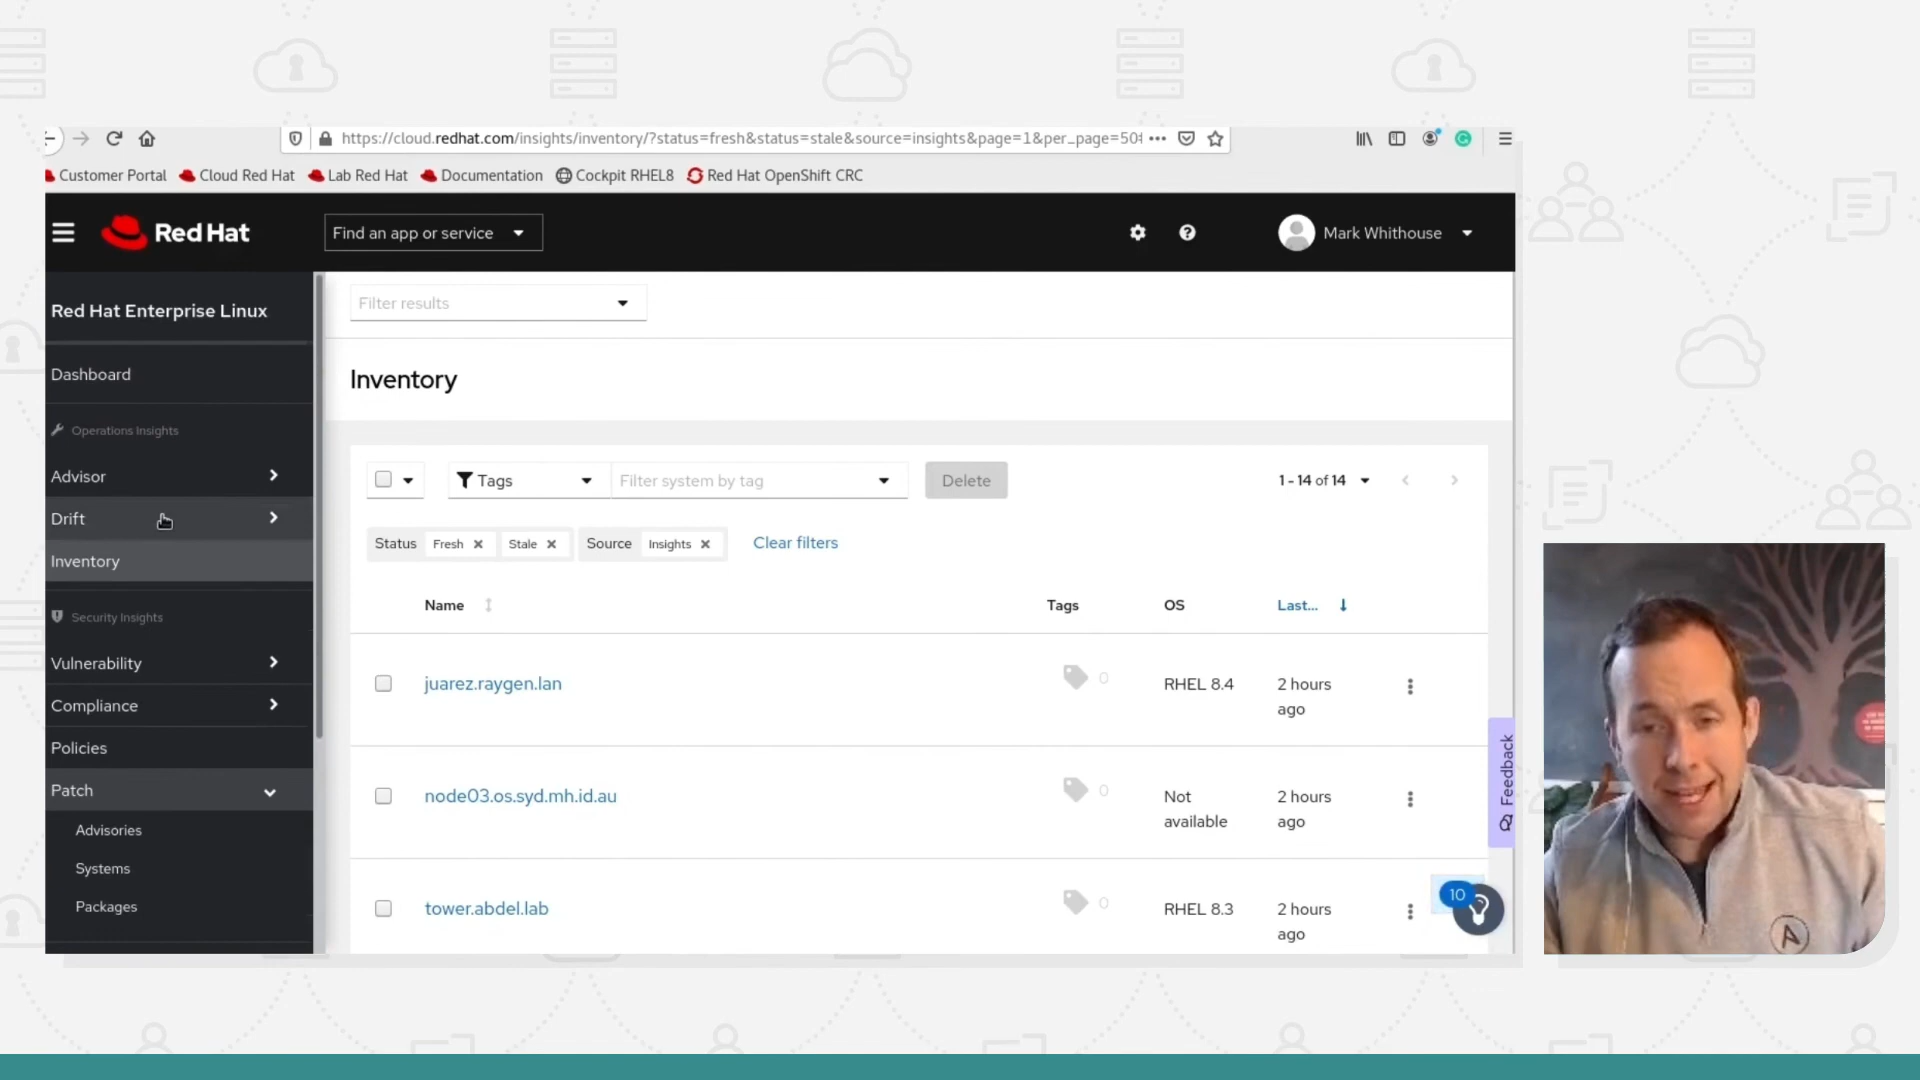 https://cloud.redhat.com/insights/inventory/?status=fresh&status=stale&source=insights&page=1&per_page=50
Customer Portal Cloud Red Hat Lab Red Hat Documentation Cockpit RHEL8 Red Hat OpenShift CRC
Red Hat Find an app or service Mark Whithouse
Red Hat Enterprise Linux
Filter results
Dashboard
Inventory
Operations Insights
Advisor
Tags Filter system by tag Delete 1 - 14 of 14
Drift
Status Fresh Stale Source Insights Clear filters
Inventory
Name Tags OS Last...
Security Insights
Vulnerability
juarez.raygen.lan 0 RHEL 8.4 2 hours
ago
Compliance
Policies
Feedback
Patch
node03.os.syd.mh.id.au 0 Not
available 2 hours
ago
Advisories
Systems
Packages
tower.abdel.lab 0 RHEL 8.3 2 hours
ago
10